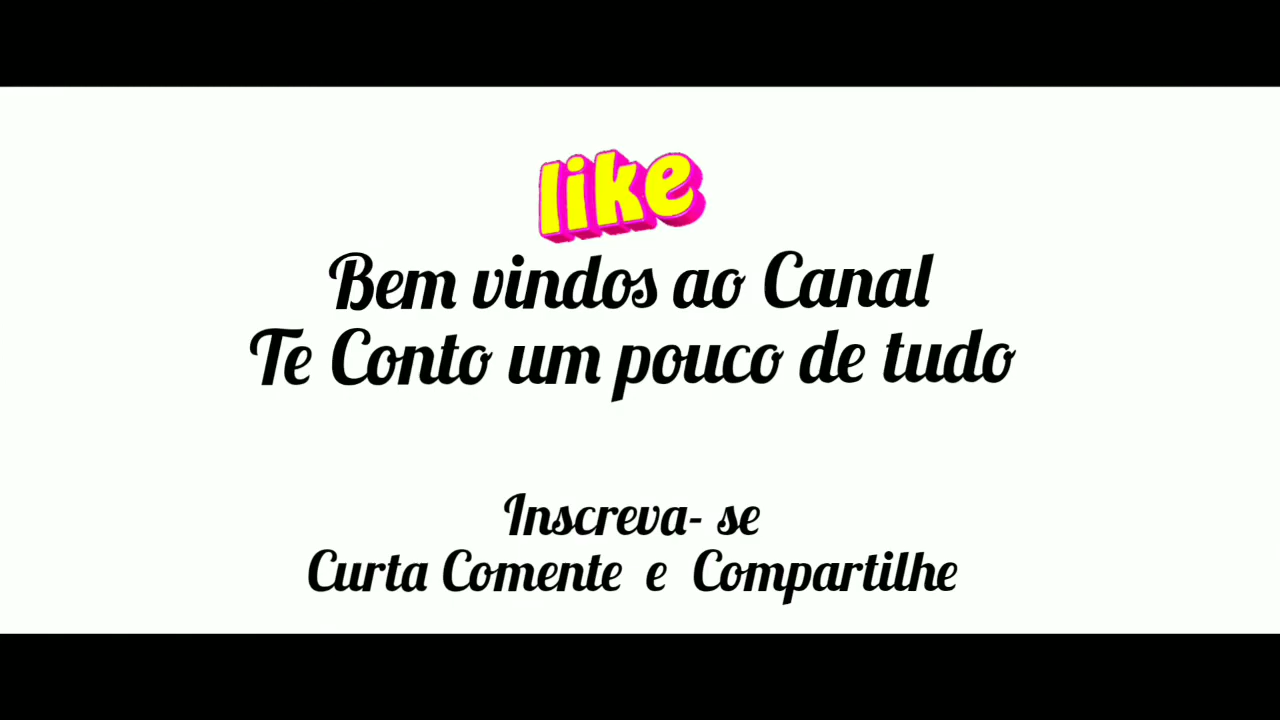 like
Bem vindos ao Canal
Te Conto um pouco de tudo
Inscreva- se
Curta Comente e Compartilhe